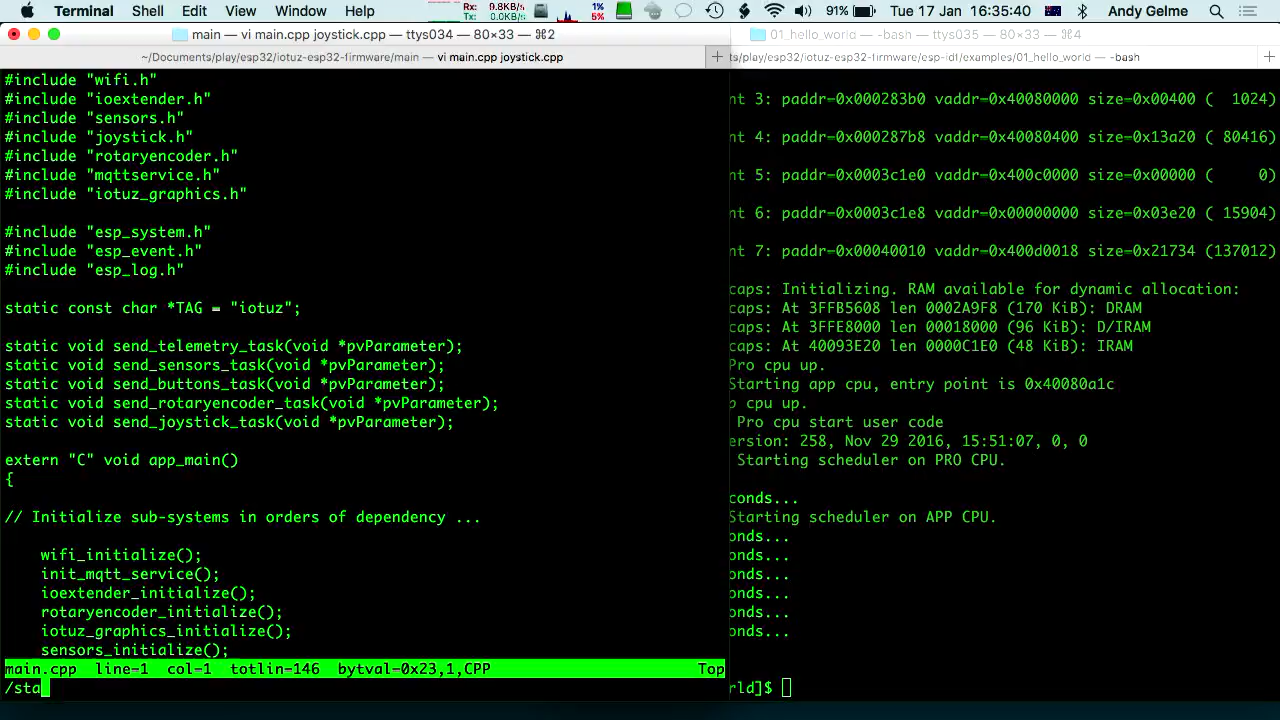 Terminal Shell Edit View Window Help Rx: 9.8KB/s Tx: 0.0KB/s 1% 5% 91% Tue 17 Jan 16:35:40 Andy Gelme
main — vi main.cpp joystick.cpp — ttys034 — 80×33 — ⌘2
01_hello_world — -bash — ttys035 — 80×33 — ⌘4
~/Documents/play/esp32/iotuz-esp32-firmware/main — vi main.cpp joystick.cpp
ts/play/esp32/iotuz-esp32-firmware/esp-idf/examples/01_hello_world — -bash
#include "wifi.h"
#include "ioextender.h"
#include "sensors.h"
#include "joystick.h"
#include "rotaryencoder.h"
#include "mqttservice.h"
#include "iotuz_graphics.h"
#include "esp_system.h"
#include "esp_event.h"
#include "esp_log.h"
static const char *TAG = "iotuz";
static void send_telemetry_task(void *pvParameter);
static void send_sensors_task(void *pvParameter);
static void send_buttons_task(void *pvParameter);
static void send_rotaryencoder_task(void *pvParameter);
static void send_joystick_task(void *pvParameter);
extern "C" void app_main()
{
// Initialize sub-systems in orders of dependency ...
wifi_initialize();
init_mqtt_service();
ioextender_initialize();
rotaryencoder_initialize();
iotuz_graphics_initialize();
sensors_initialize();
main.cpp line-1 col-1 totlin-146 bytval-0x23,1,CPP Top
/sta
nt 3: paddr=0x000283b0 vaddr=0x40080000 size=0x00400 ( 1024)
nt 4: paddr=0x000287b8 vaddr=0x40080400 size=0x13a20 ( 80416)
nt 5: paddr=0x0003c1e0 vaddr=0x400c0000 size=0x00000 ( 0)
nt 6: paddr=0x0003c1e8 vaddr=0x00000000 size=0x03e20 ( 15904)
nt 7: paddr=0x00040010 vaddr=0x400d0018 size=0x21734 (137012)
caps: Initializing. RAM available for dynamic allocation:
caps: At 3FFB5608 len 0002A9F8 (170 KiB): DRAM
caps: At 3FFE8000 len 00018000 (96 KiB): D/IRAM
caps: At 40093E20 len 0000C1E0 (48 KiB): IRAM
Pro cpu up.
Starting app cpu, entry point is 0x40080a1c
p cpu up.
Pro cpu start user code
ersion: 258, Nov 29 2016, 15:51:07, 0, 0
Starting scheduler on PRO CPU.
conds...
Starting scheduler on APP CPU.
onds...
onds...
onds...
onds...
onds...
onds...
rld]$